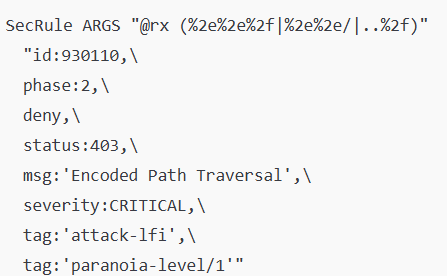 SecRule ARGS "@rx (%2e%2e%2f|%2e%2e/|..%2f)"
"id:930110,\
phase:2,\
deny,\
status:403,\
msg:'Encoded Path Traversal',\
severity:CRITICAL,\
tag:'attack-lfi',\
tag:'paranoia-level/1'"